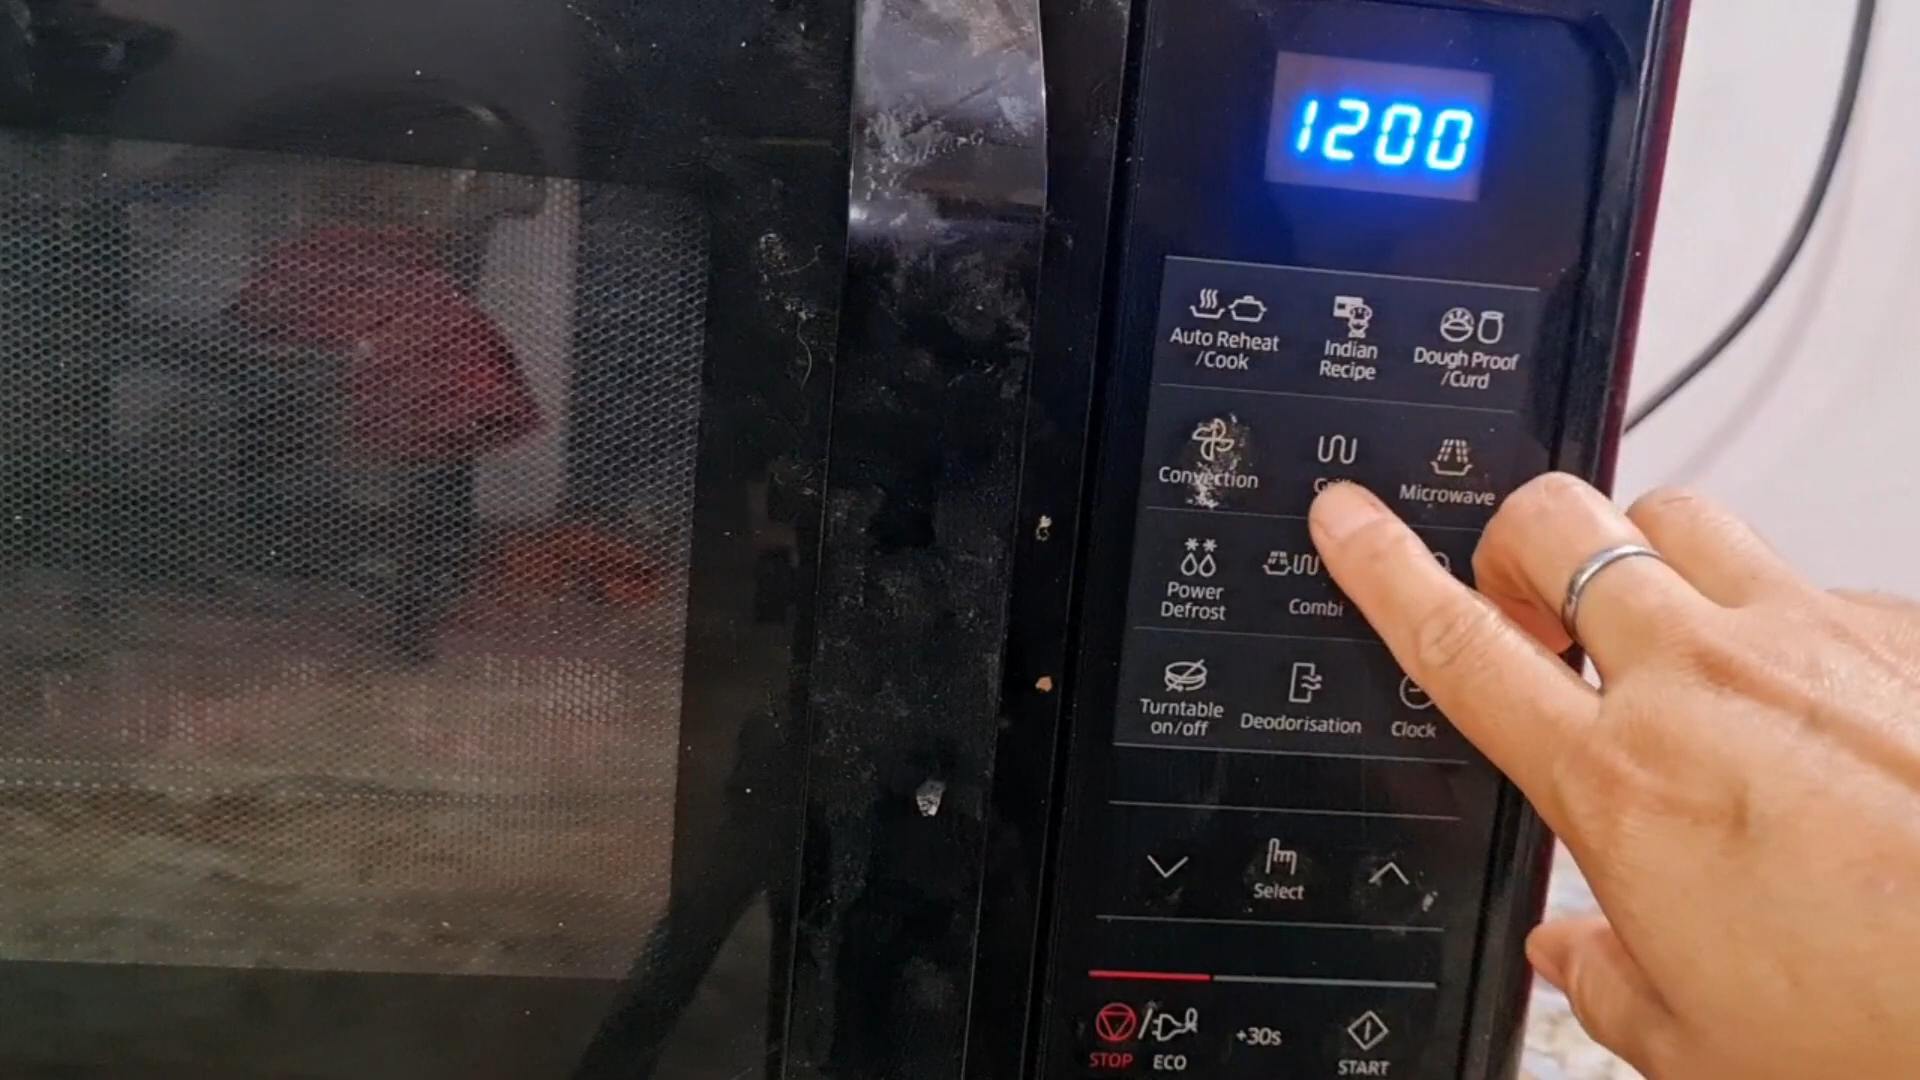 1200
Auto Reheat
/Cook
Indian
Recipe
Dough Proof
/Curd
Convection
Microwave
Power
Defrost
Combi
Turntable
on/off
Deodorisation
Clock
Select
STOP
/
ECO
+30s
START